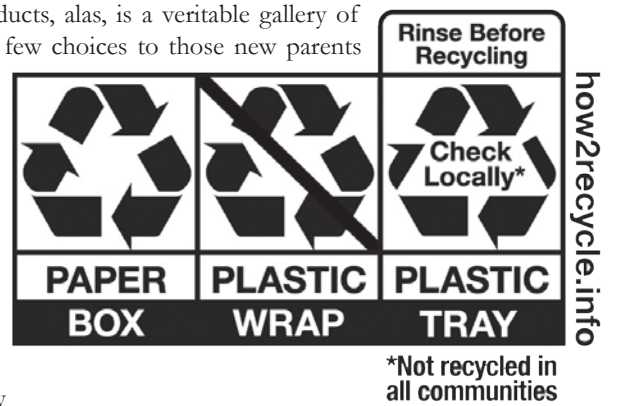 ducts, alas, is a veritable gallery of
few choices to those new parents
Rinse Before
Recycling
Check
Locally*
PAPER
BOX
PLASTIC
WRAP
PLASTIC
TRAY
how2recycle.info
*Not recycled in
all communities